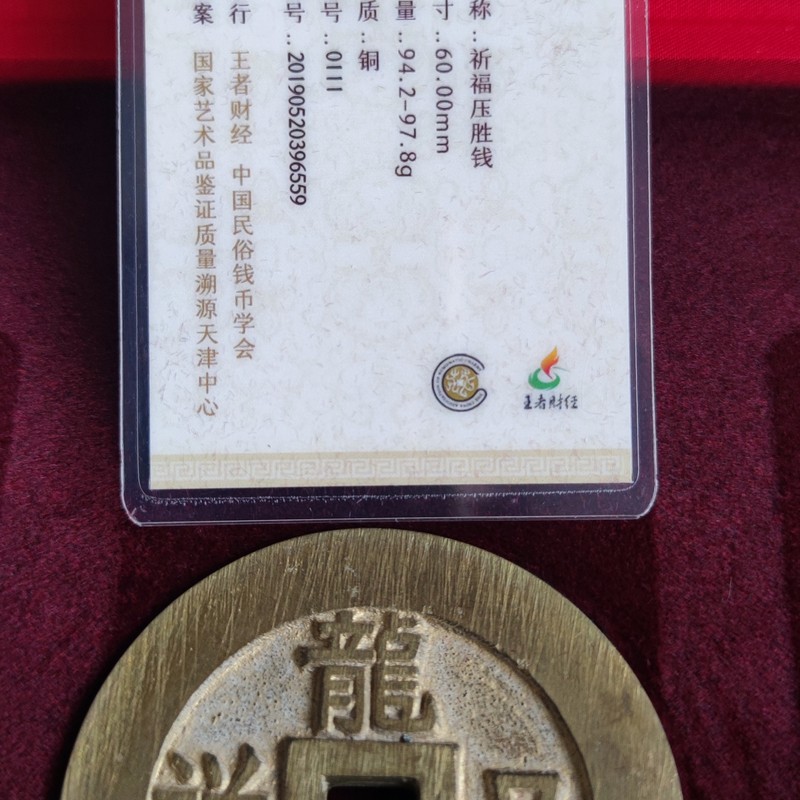 称：祈福压胜钱
寸：60.00mm
量：94.2-97.8g
质：铜
号：0111
号：20190520396559
行 王者财经 中国民俗钱币学会
案 国家艺术品鉴证质量溯源天津中心
王者财经
龍